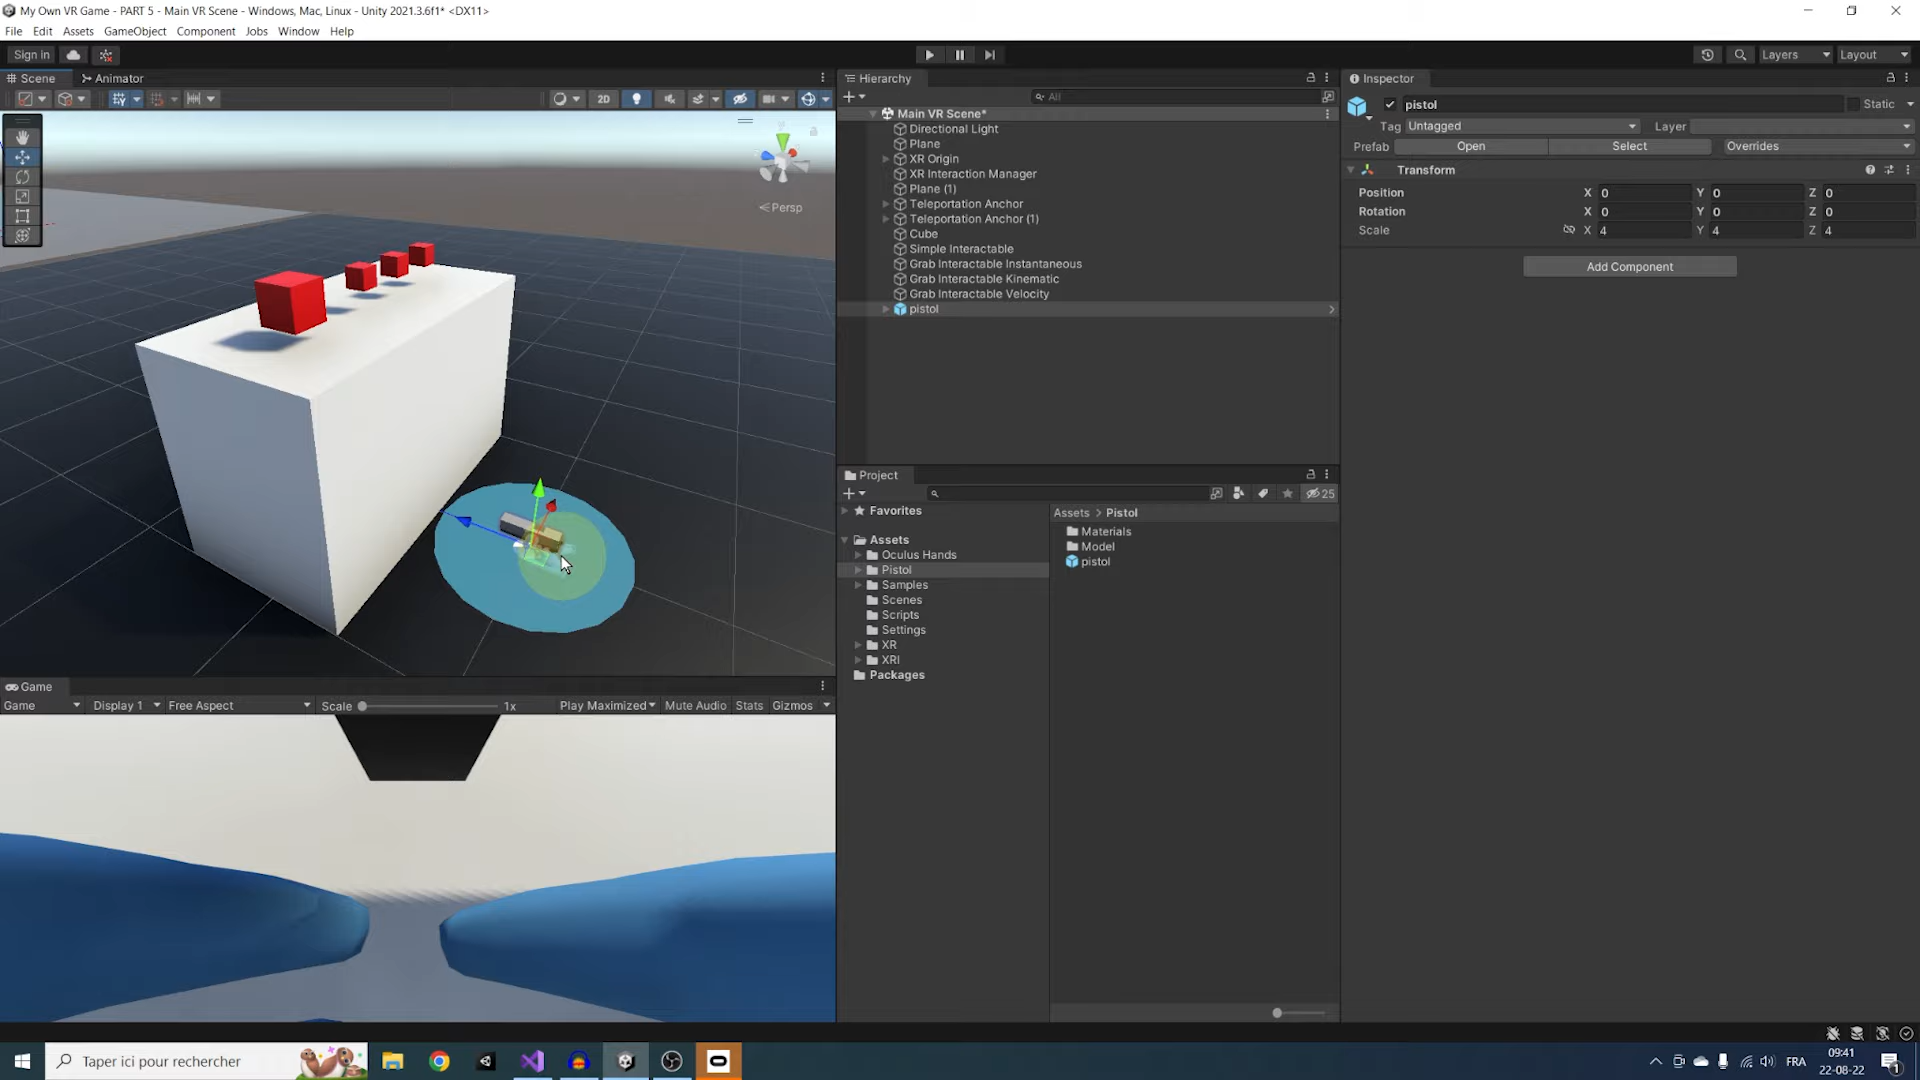 My Own VR Game - PART 5 - Main VR Scene - Windows, Mac, Linux - Unity 2021.3.6f1* <DX11>
File Edit Assets GameObject Component Jobs Window Help
Sign in
Layers
Layout
Scene
Animator
2D
Persp
Hierarchy
All
Main VR Scene*
Directional Light
Plane
XR Origin
XR Interaction Manager
Plane (1)
Teleportation Anchor
Teleportation Anchor (1)
Cube
Simple Interactable
Grab Interactable Instantaneous
Grab Interactable Kinematic
Grab Interactable Velocity
pistol
Inspector
pistol
Static
Tag Untagged
Layer
Prefab Open Select Overrides
Transform
Position X 0 Y 0 Z 0
Rotation X 0 Y 0 Z 0
Scale X 4 Y 4 Z 4
Add Component
Project
25
Favorites
Assets
Oculus Hands
Pistol
Samples
Scenes
Scripts
Settings
XR
XRI
Packages
Assets > Pistol
Materials
Model
pistol
Game
Game Display 1 Free Aspect Scale 1x Play Maximized Mute Audio Stats Gizmos
Taper ici pour rechercher
FRA
09:41
22-08-22
1